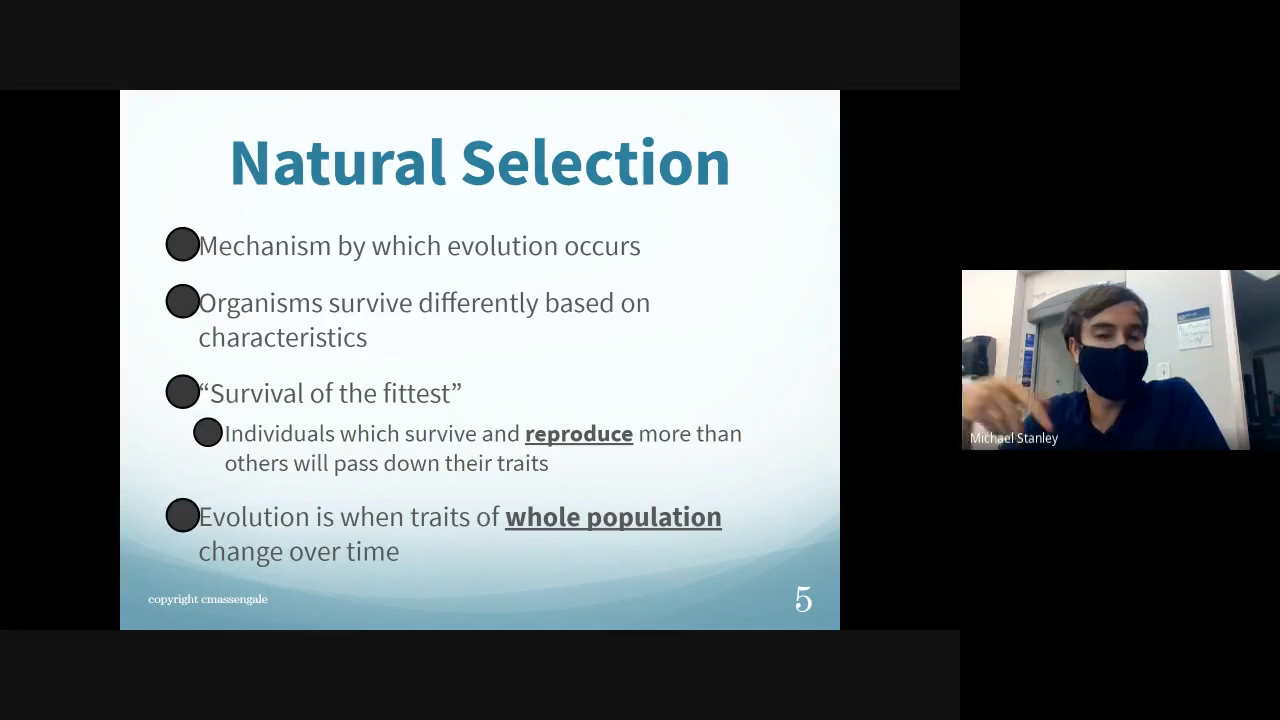 Natural Selection
Mechanism by which evolution occurs
Organisms survive differently based on
characteristics
“Survival of the fittest”
Individuals which survive and reproduce more than
others will pass down their traits
Evolution is when traits of whole population
change over time
copyright cmassengale
5
Michael Stanley